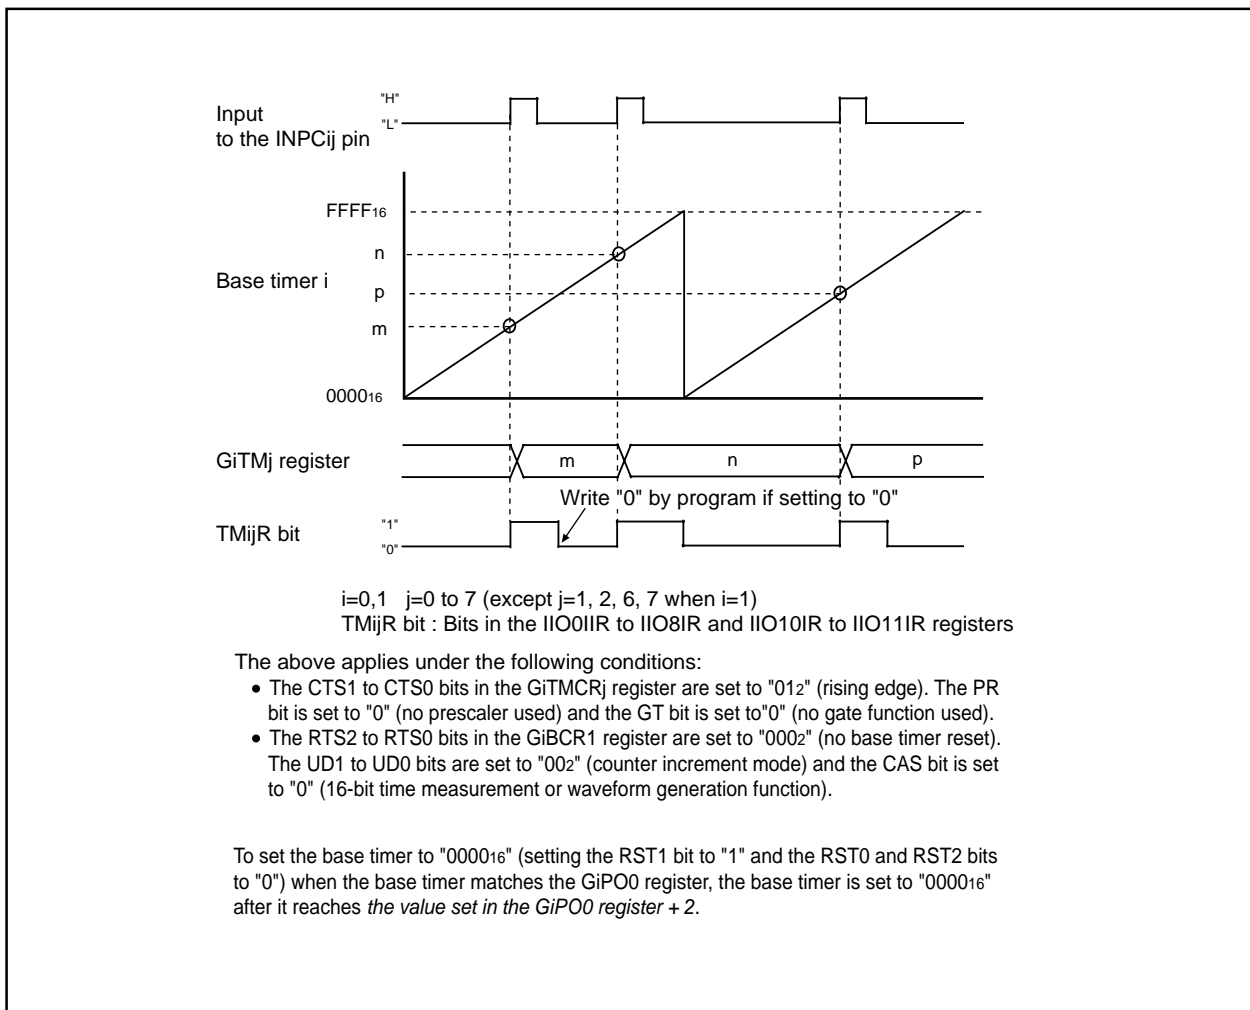 "H"
Input
"L"
to the INPCij pin
FFFF16
n
Base timer i
p
m
000016
GiTMj register
m
n
p
Write "0" by program if setting to "0"
"1"
TMijR bit
"0"
i=0,1 j=0 to 7 (except j=1, 2, 6, 7 when i=1)
TMijR bit : Bits in the IIO0IIR to IIO8IR and IIO10IR to IIO11IR registers
The above applies under the following conditions:
• The CTS1 to CTS0 bits in the GiTMCRj register are set to "012" (rising edge). The PR
bit is set to "0" (no prescaler used) and the GT bit is set to"0" (no gate function used).
• The RTS2 to RTS0 bits in the GiBCR1 register are set to "0002" (no base timer reset).
The UD1 to UD0 bits are set to "002" (counter increment mode) and the CAS bit is set
to "0" (16-bit time measurement or waveform generation function).
To set the base timer to "000016" (setting the RST1 bit to "1" and the RST0 and RST2 bits
to "0") when the base timer matches the GiPO0 register, the base timer is set to "000016"
after it reaches the value set in the GiPO0 register + 2.